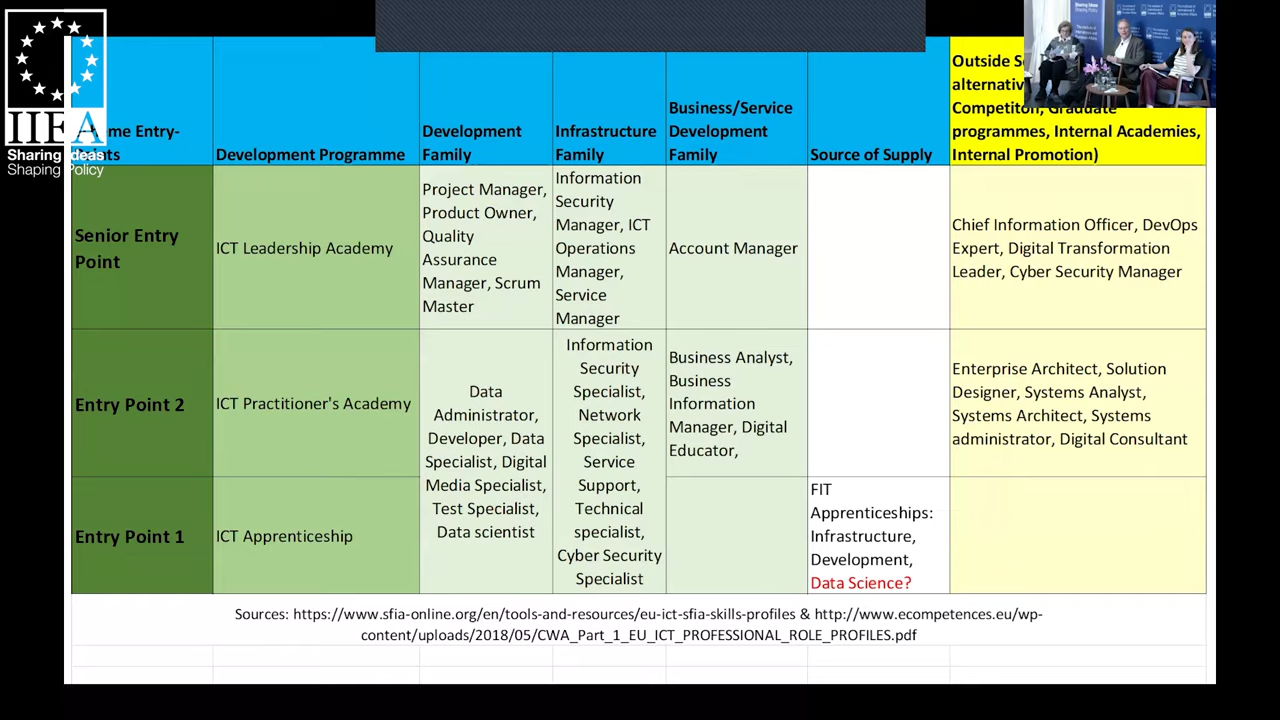 IIEA
Sharing Ideas
Shaping Policy
Development Programme
Development
Family
Infrastructure
Family
Business/Service
Development
Family
Source of Supply
Outside
alternativ
Competiton, Graduate
programmes, Internal Academies,
Internal Promotion)
Senior Entry
Point
ICT Leadership Academy
Project Manager,
Product Owner,
Quality
Assurance
Manager, Scrum
Master
Information
Security
Manager, ICT
Operations
Manager,
Service
Manager
Account Manager
Chief Information Officer, DevOps
Expert, Digital Transformation
Leader, Cyber Security Manager
Entry Point 2
ICT Practitioner's Academy
Data
Administrator,
Developer, Data
Specialist, Digital
Media Specialist,
Test Specialist,
Data scientist
Information
Security
Specialist,
Network
Specialist,
Service
Support,
Technical
specialist,
Cyber Security
Specialist
Business Analyst,
Business
Information
Manager, Digital
Educator,
Enterprise Architect, Solution
Designer, Systems Analyst,
Systems Architect, Systems
administrator, Digital Consultant
Entry Point 1
ICT Apprenticeship
FIT
Apprenticeships:
Infrastructure,
Development,
Data Science?
Sources: https://www.sfia-online.org/en/tools-and-resources/eu-ict-sfia-skills-profiles & http://www.ecompetences.eu/wp-
content/uploads/2018/05/CWA_Part_1_EU_ICT_PROFESSIONAL_ROLE_PROFILES.pdf